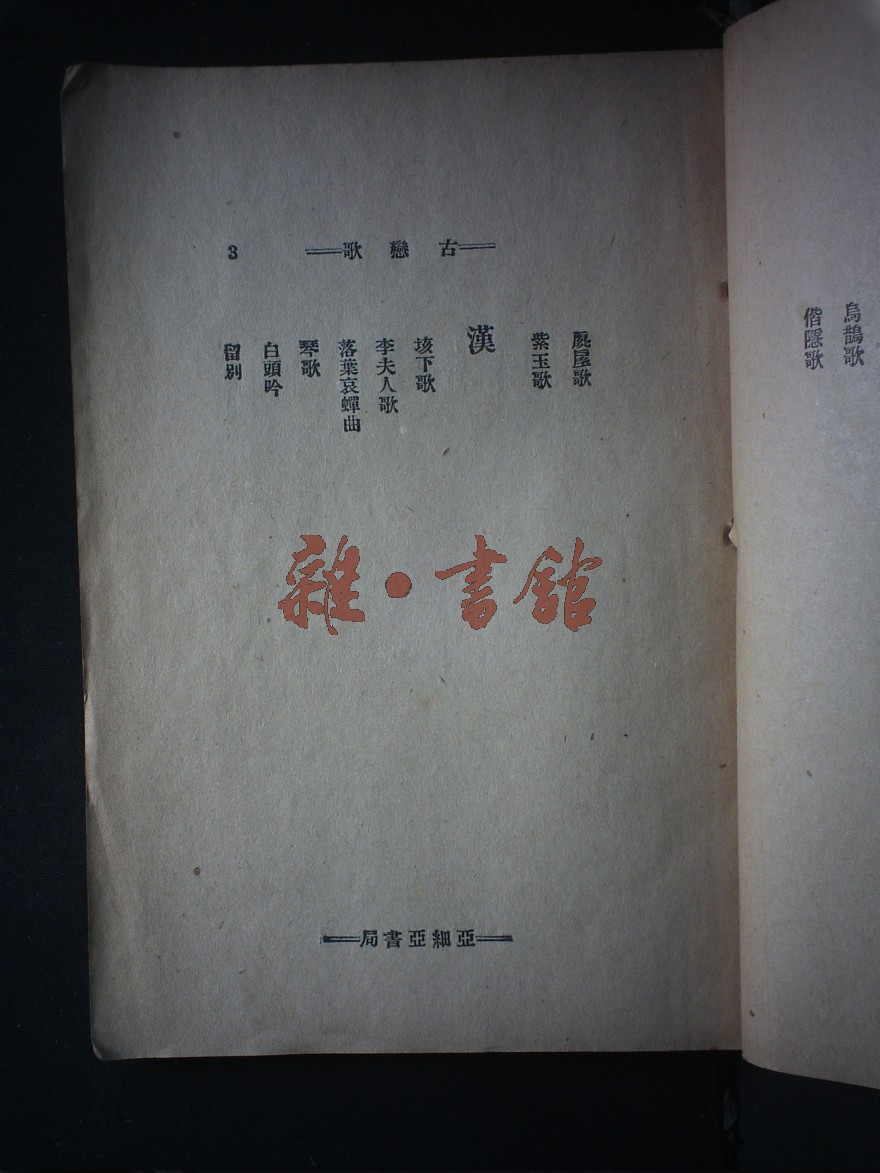 烏鵲歌
偕隱歌
古戀歌
3
扊扅歌
紫玉歌
漢
垓下歌
李夫人歌
落葉哀蟬曲
琴歌
白頭吟
留別
雜·書館
亞細亞書局